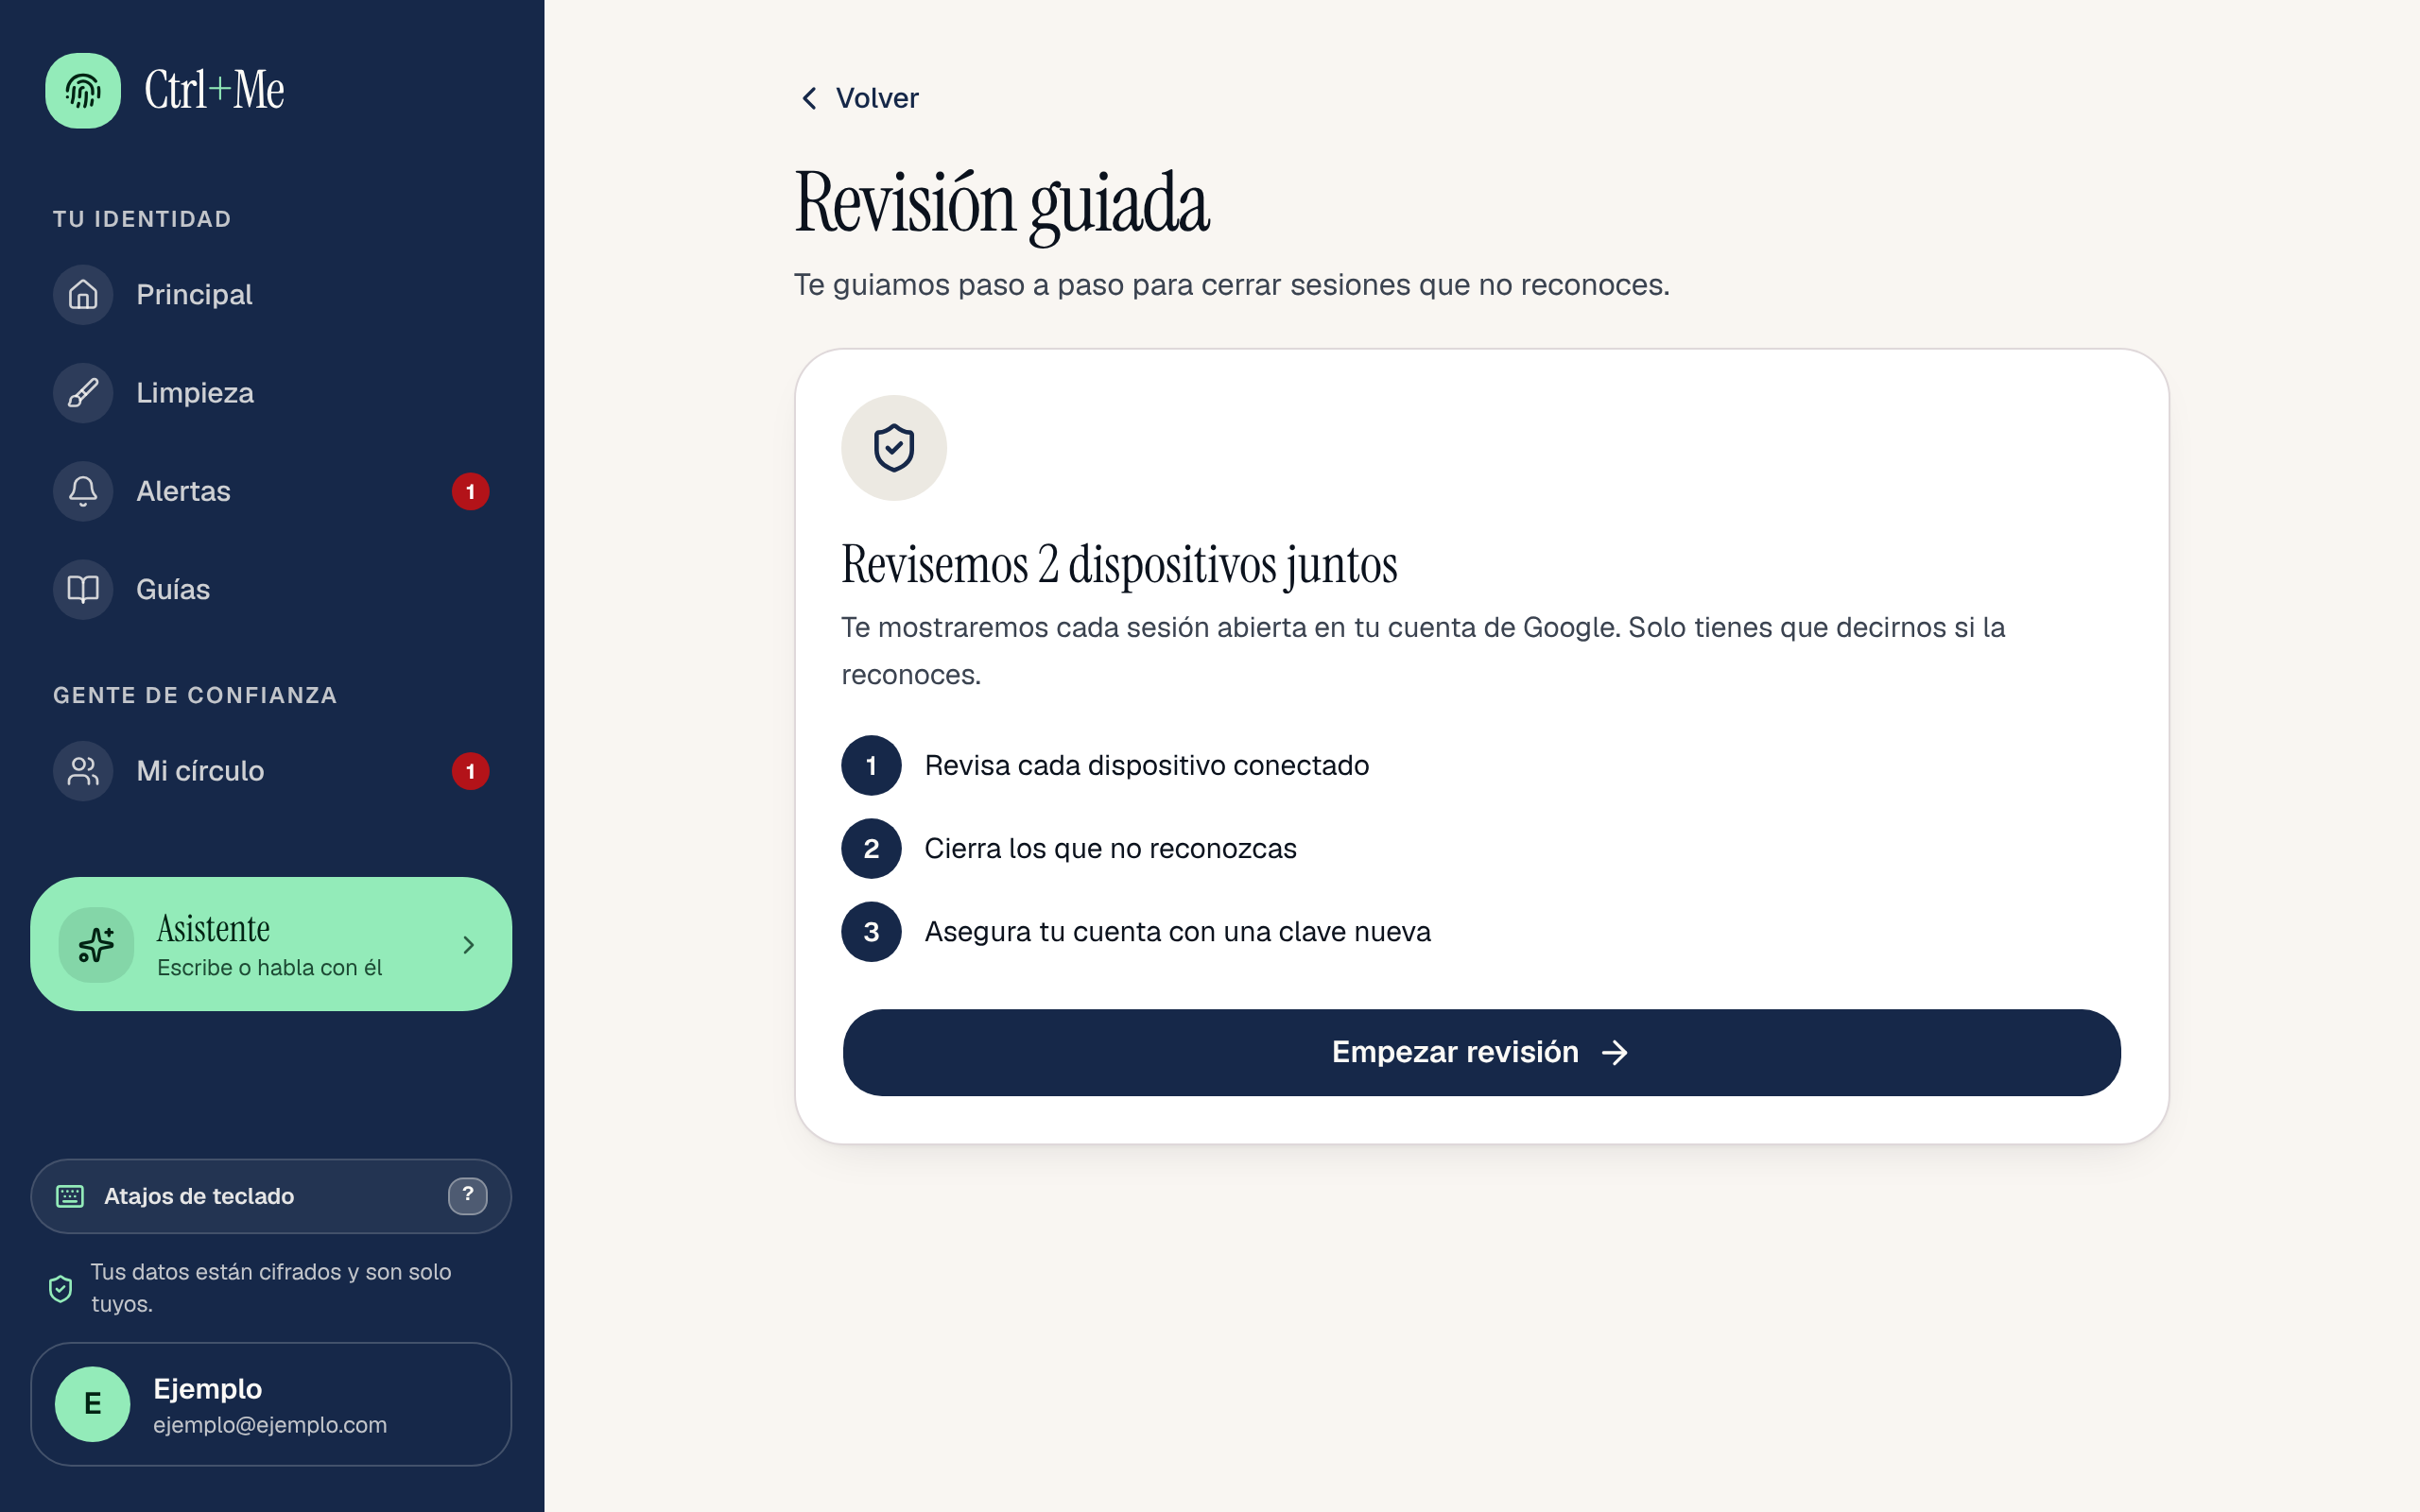 Ctrl+Me
TU IDENTIDAD
Principal
Limpieza
Alertas
1
Guías
GENTE DE CONFIANZA
Mi círculo
1
Asistente
Escribe o habla con él
Atajos de teclado
?
Tus datos están cifrados y son solo
tuyos.
E
Ejemplo
ejemplo@ejemplo.com
Volver
Revisión guiada
Te guiamos paso a paso para cerrar sesiones que no reconoces.
Revisemos 2 dispositivos juntos
Te mostraremos cada sesión abierta en tu cuenta de Google. Solo tienes que decirnos si la
reconoces.
1 Revisa cada dispositivo conectado
2 Cierra los que no reconozcas
3 Asegura tu cuenta con una clave nueva
Empezar revisión